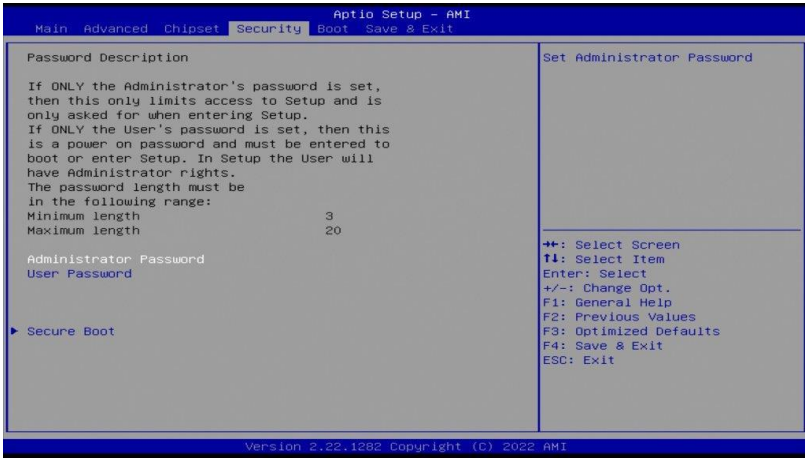 Aptio Setup - AMI
Main Advanced Chipset Security Boot Save & Exit
Password Description
If ONLY the Administrator's password is set,
then this only limits access to Setup and is
only asked for when entering Setup.
If ONLY the User's password is set, then this
is a power on password and must be entered to
boot or enter Setup. In Setup the User will
have Administrator rights.
The password length must be
in the following range:
Minimum length 3
Maximum length 20
Administrator Password
User Password
Secure Boot
Set Administrator Password
→←: Select Screen
↑↓: Select Item
Enter: Select
+/-: Change Opt.
F1: General Help
F2: Previous Values
F3: Optimized Defaults
F4: Save & Exit
ESC: Exit
Version 2.22.1282 Copyright (C) 2022 AMI